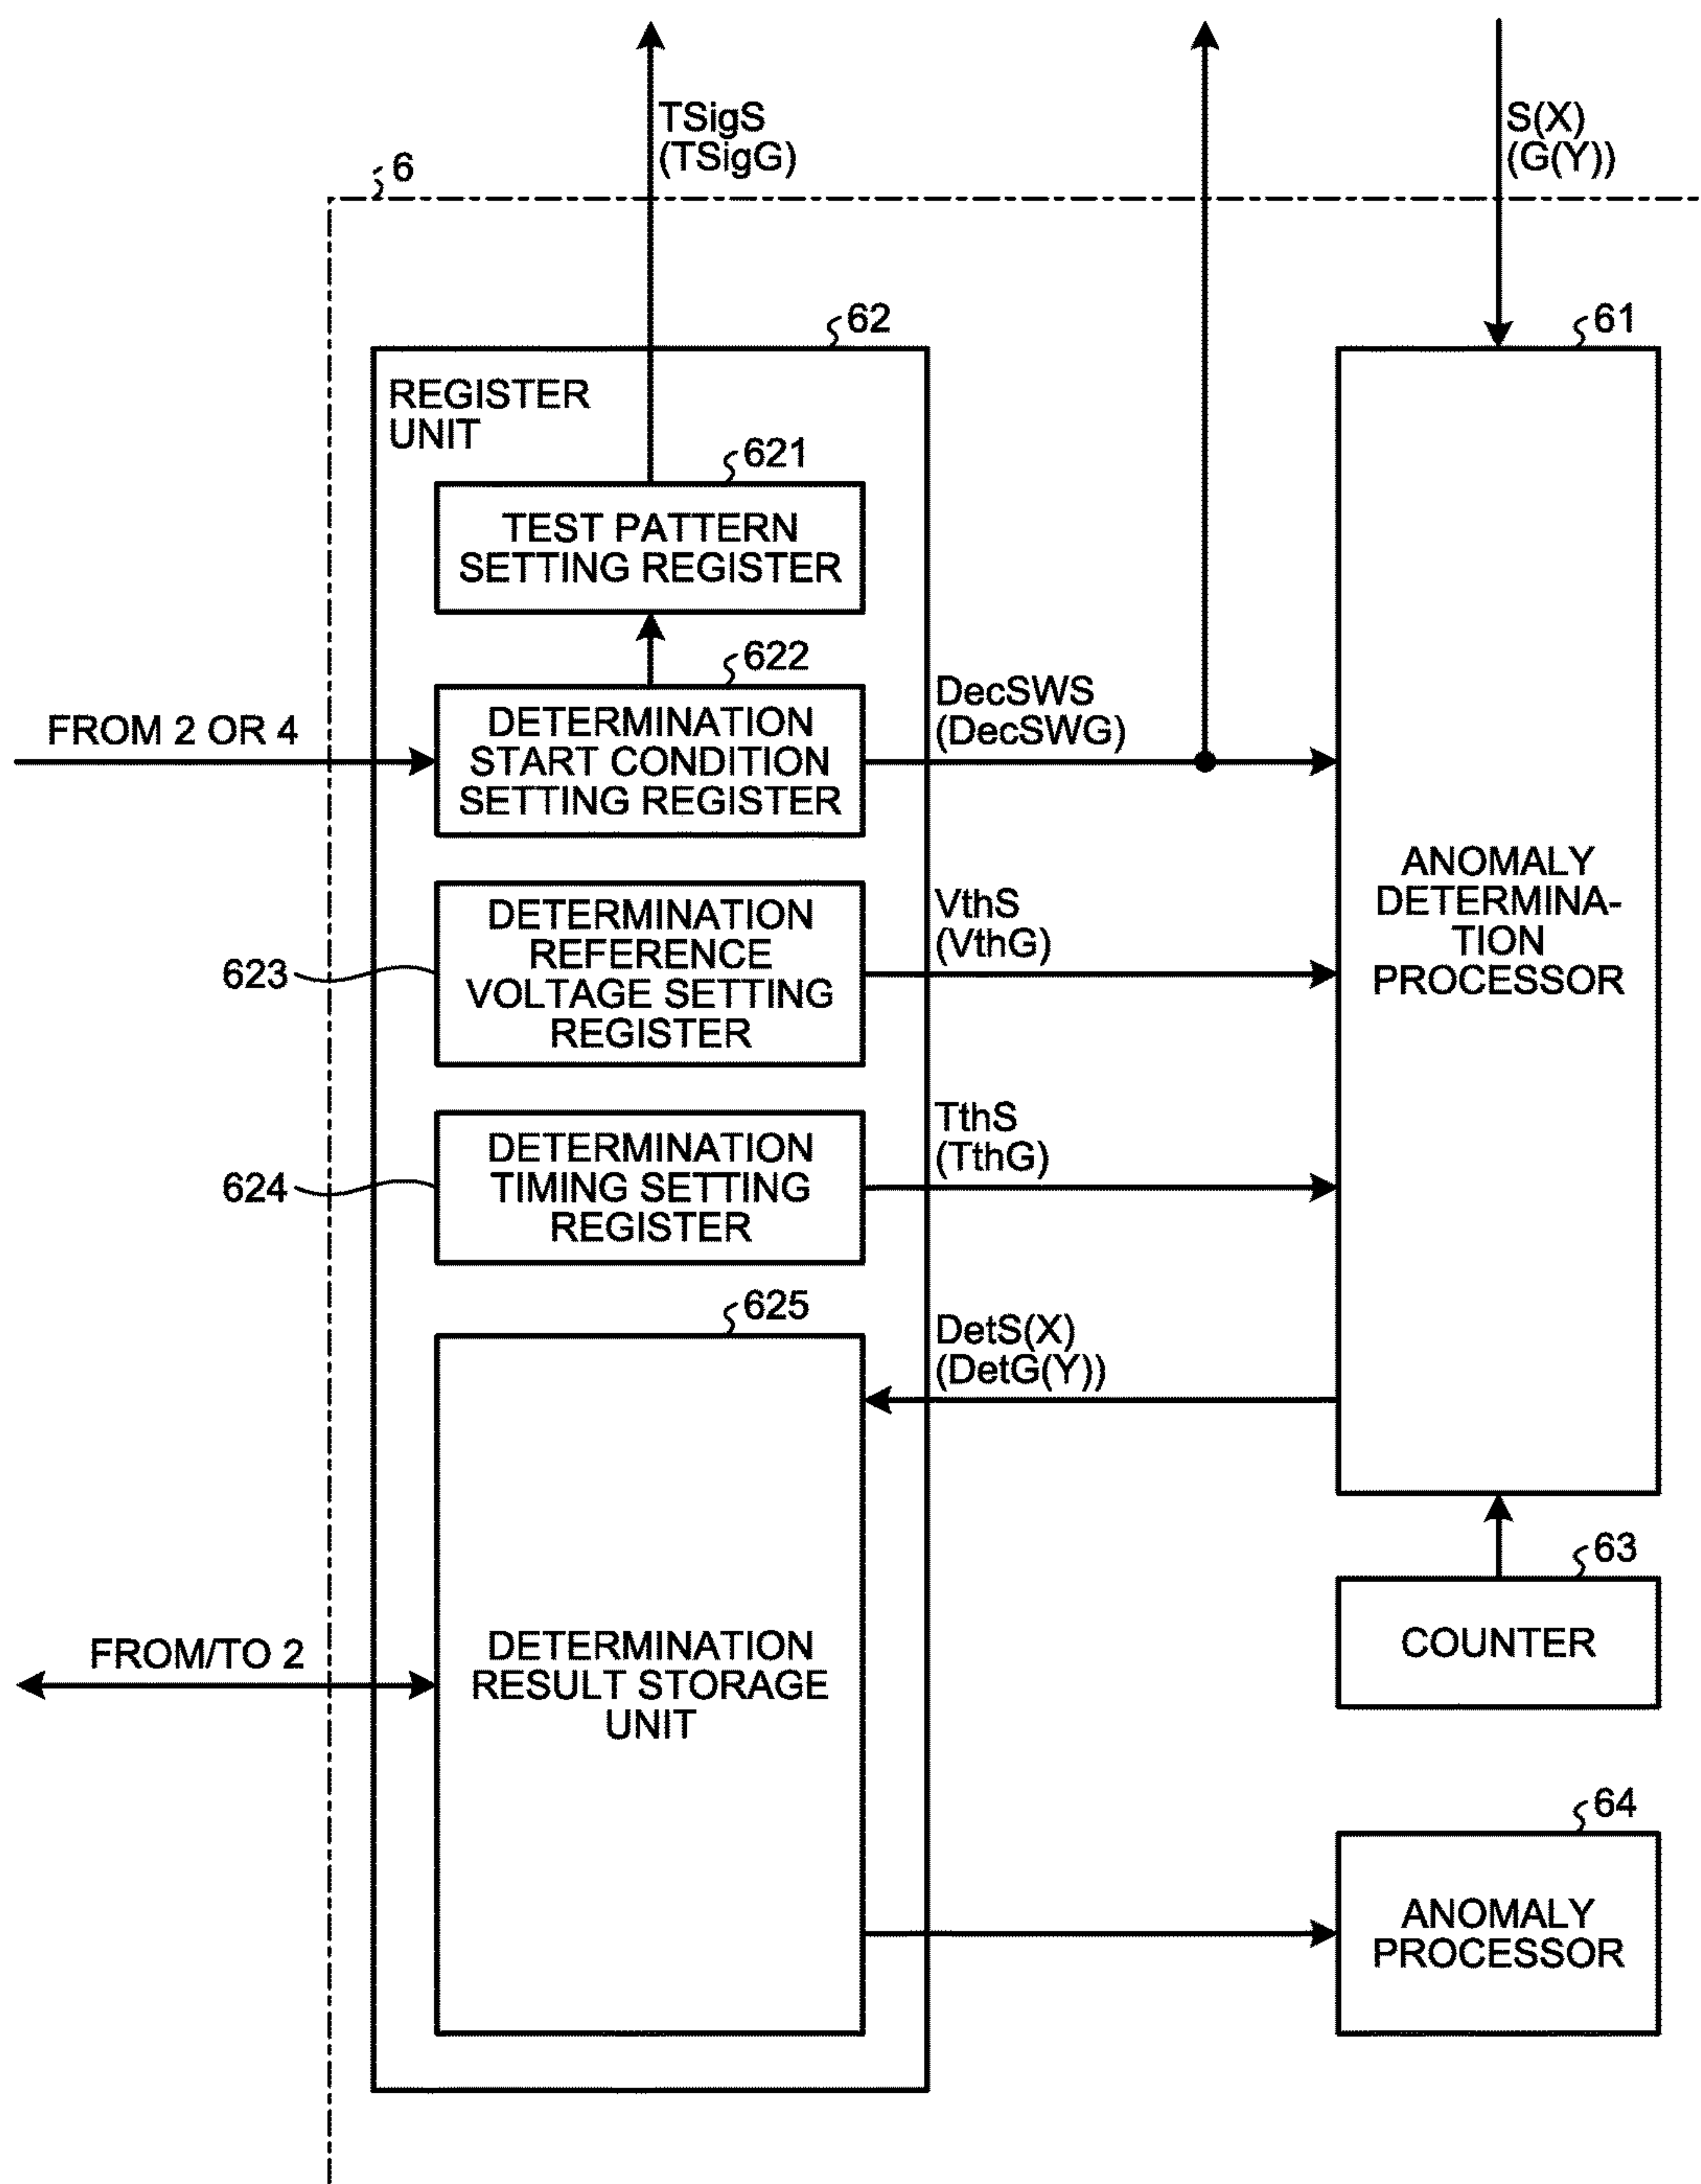 TSigS
(TSigG)
S(X)
(G(Y))
6
62
61
REGISTER
UNIT
621
TEST PATTERN
SETTING REGISTER
622
FROM 2 OR 4
DETERMINATION
START CONDITION
SETTING REGISTER
DecSWS
(DecSWG)
ANOMALY
DETERMINA-
TION
PROCESSOR
623
DETERMINATION
REFERENCE
VOLTAGE SETTING
REGISTER
VthS
(VthG)
624
DETERMINATION
TIMING SETTING
REGISTER
TthS
(TthG)
625
DetS(X)
(DetG(Y))
63
COUNTER
FROM/TO 2
DETERMINATION
RESULT STORAGE
UNIT
64
ANOMALY
PROCESSOR